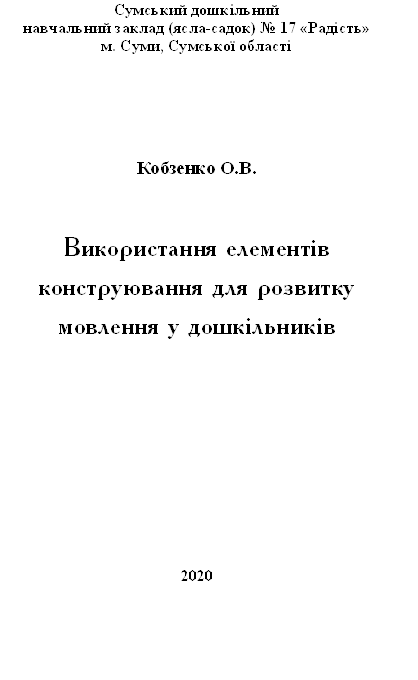 Сумський дошкільний
навчальний заклад (ясла-садок) № 17 «Радість»
м. Суми, Сумської області
Кобзенко О.В.
Використання елементів
конструювання для розвитку
мовлення у дошкільників
2020